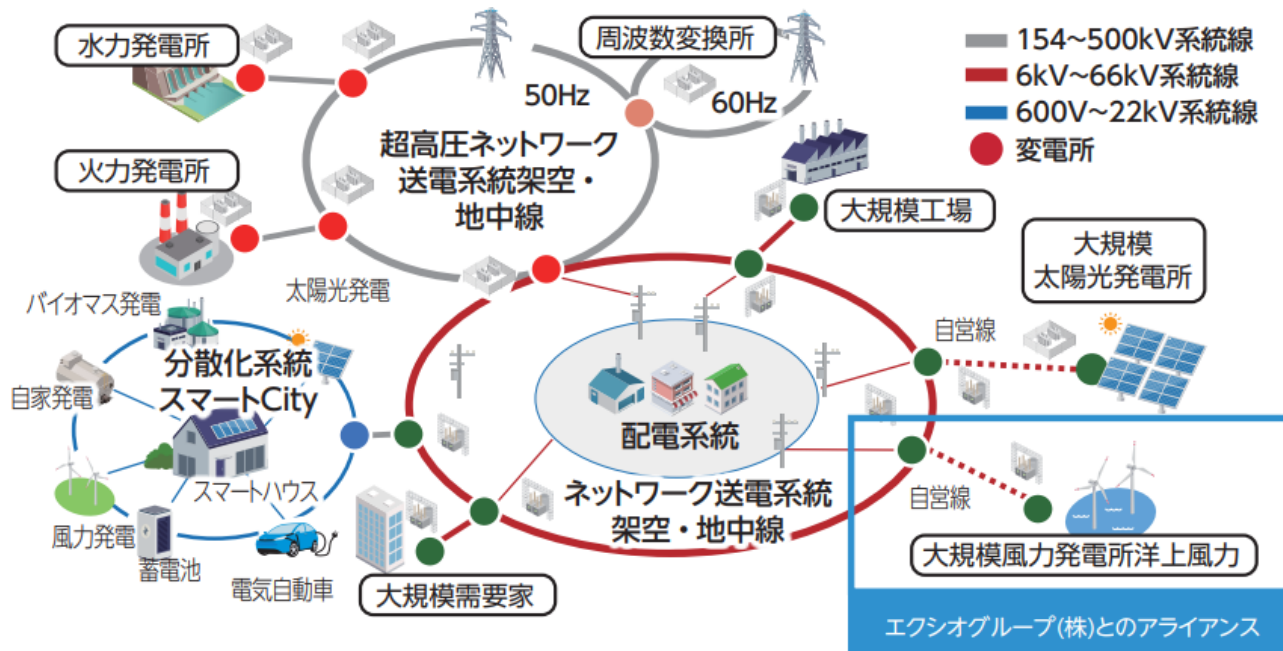 水力発電所
周波数変換所
154～500kV系統線
6kV～66kV系統線
600V～22kV系統線
変電所
50Hz
60Hz
超高圧ネットワーク
送電系統架空・
地中線
火力発電所
大規模工場
大規模
太陽光発電所
太陽光発電
バイオマス発電
分散化系統
スマートCity
自家発電
スマートハウス
風力発電
蓄電池
電気自動車
自営線
配電系統
ネットワーク送電系統
架空・地中線
自営線
大規模需要家
大規模風力発電所洋上風力
エクシオグループ(株)とのアライアンス